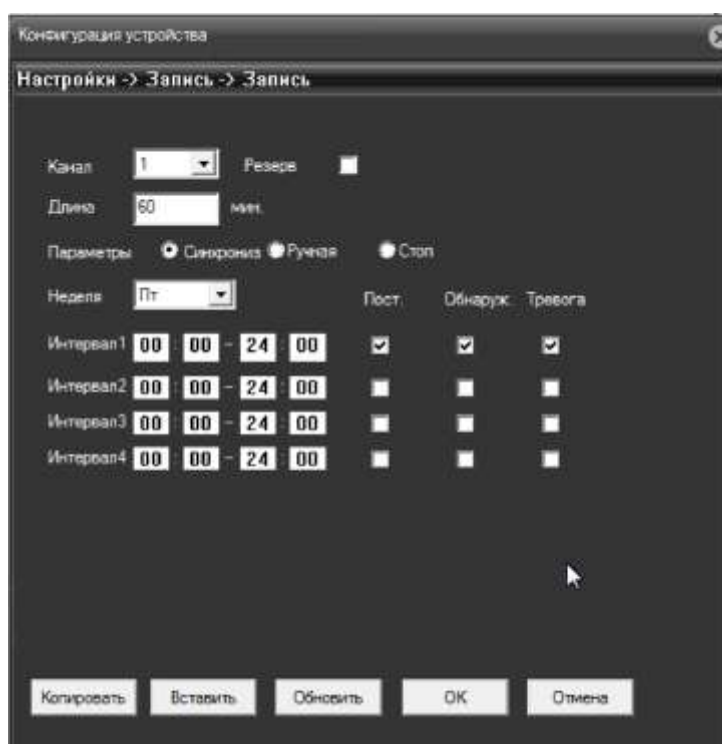 Конфигурация устройства
Настройки -> Запись -> Запись
Канал 1 Резерв
Длина 60 мин.
Параметры Синхрониз Ручная Стоп
Неделя Пт Пост. Обнаруж. Тревога
Интервал1 00 : 00 - 24 : 00
Интервал2 00 : 00 - 24 : 00
Интервал3 00 : 00 - 24 : 00
Интервал4 00 : 00 - 24 : 00
Копировать Вставить Обновить OK Отмена